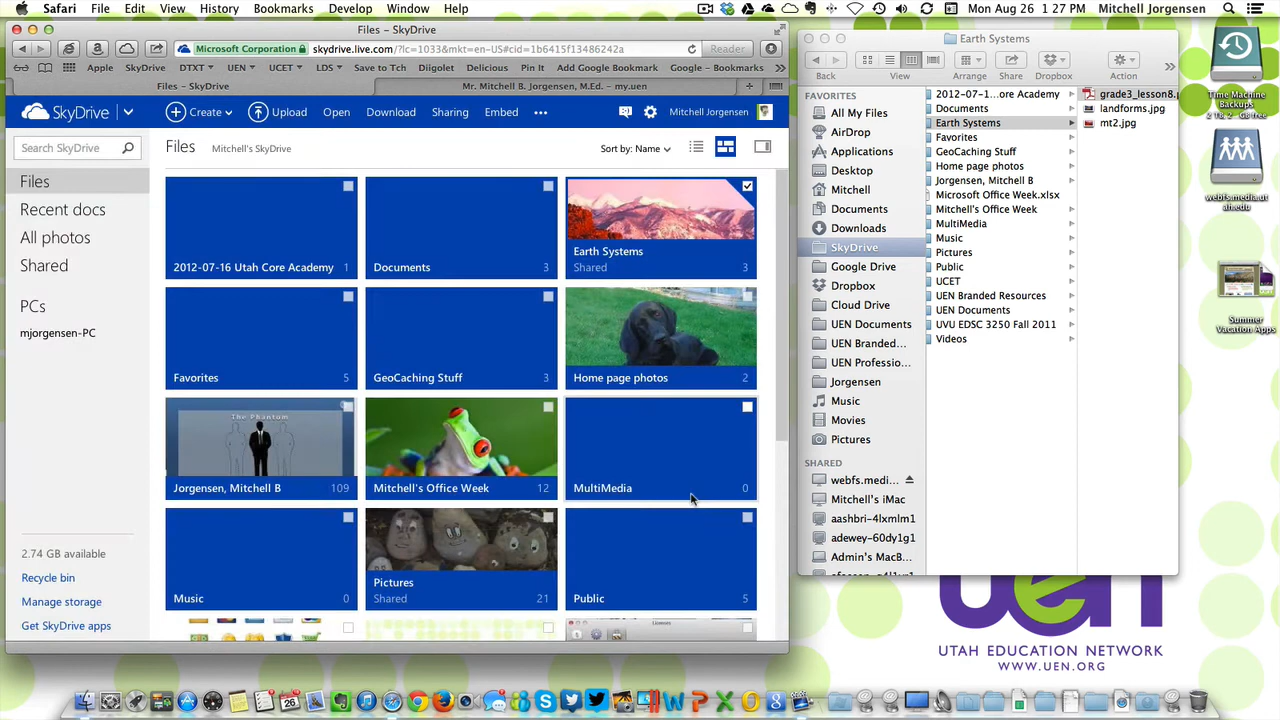 Safari File Edit View History Bookmarks Develop Window Help Mon Aug 26 1:27 PM Mitchell Jorgensen
Files – SkyDrive
Microsoft Corporation skydrive.live.com/?lc=1033&mkt=en-US#cid=1b6415f13486242a Reader
Apple SkyDrive DTXT UEN UCET LDS Save to Tch Diigolet Delicious Pin It Add Google Bookmark Google – Bookmarks
Files – SkyDrive Mr. Mitchell B. Jorgensen, M.Ed. – my.uen
SkyDrive Create Upload Open Download Sharing Embed ••• Mitchell Jorgensen
Search SkyDrive
Files Mitchell's SkyDrive Sort by: Name
Files
Recent docs
All photos
Shared
PCs
mjorgensen-PC
2.74 GB available
Recycle bin
Manage storage
Get SkyDrive apps
2012-07-16 Utah Core Academy 1
Documents 3
Earth Systems
Shared 3
Favorites 5
GeoCaching Stuff 3
Home page photos 2
The Phantom
Jorgensen, Mitchell B 109
Mitchell's Office Week 12
MultiMedia 0
Music 0
Pictures
Shared 21
Public 5
Earth Systems
Back View Arrange Share Dropbox Action
FAVORITES
All My Files
AirDrop
Applications
Desktop
Mitchell
Documents
Downloads
SkyDrive
Google Drive
Dropbox
Cloud Drive
UEN Documents
UEN Branded...
UEN Professio...
Jorgensen
Music
Movies
Pictures
SHARED
webfs.medi...
Mitchell's iMac
aashbri-4lxmlm1
adewey-60dy1g1
Admin's MacB...
2012-07-1...ore Academy
Documents
Earth Systems
Favorites
GeoCaching Stuff
Home page photos
Jorgensen, Mitchell B
Microsoft Office Week.xlsx
Mitchell's Office Week
MultiMedia
Music
Pictures
Public
UCET
UEN Branded Resources
UEN Documents
UVU EDSC 3250 Fall 2011
Videos
grade3_lesson8.p
landforms.jpg
mt2.jpg
Time Machine
Backups
webfs.media.ut
ah.edu
Summer
Vacation Apps
uen
UTAH EDUCATION NETWORK
WWW.UEN.ORG